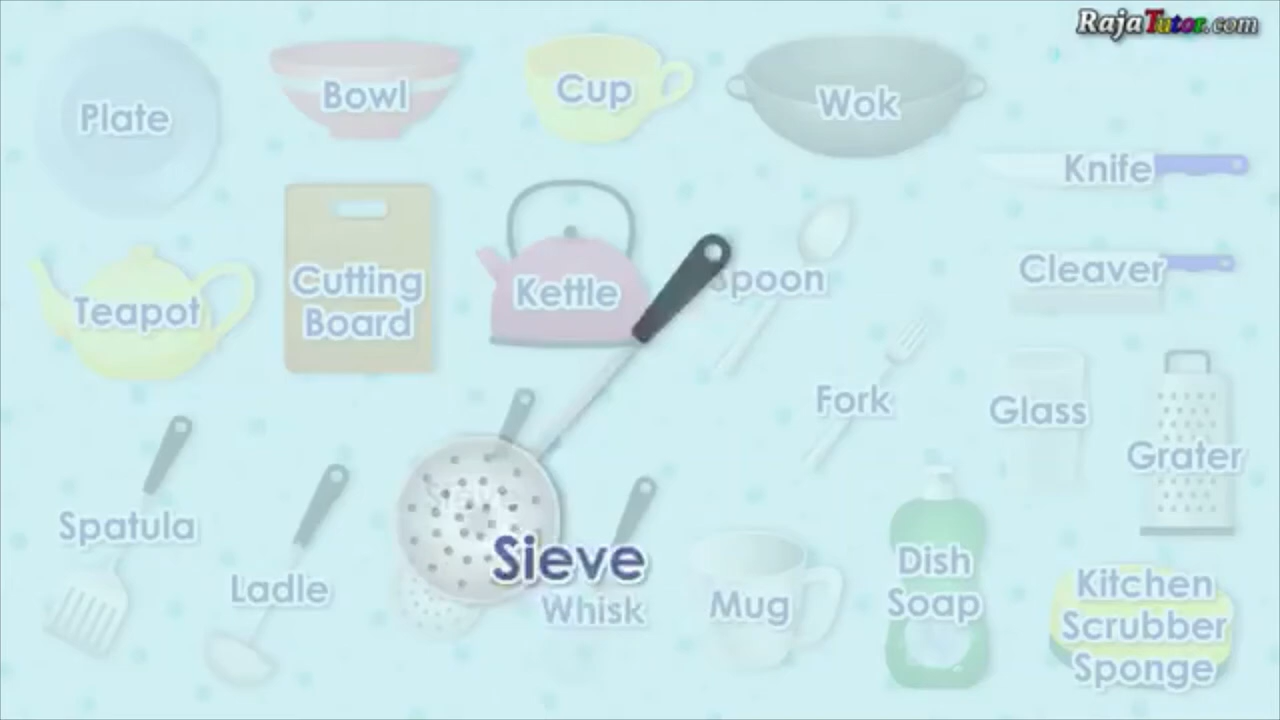 RajaTutor.com
Plate
Bowl
Cup
Wok
Knife
Teapot
Cutting
Board
Kettle
Spoon
Cleaver
Fork
Glass
Grater
Spatula
Ladle
Sieve
Whisk
Mug
Dish
Soap
Kitchen
Scrubber
Sponge